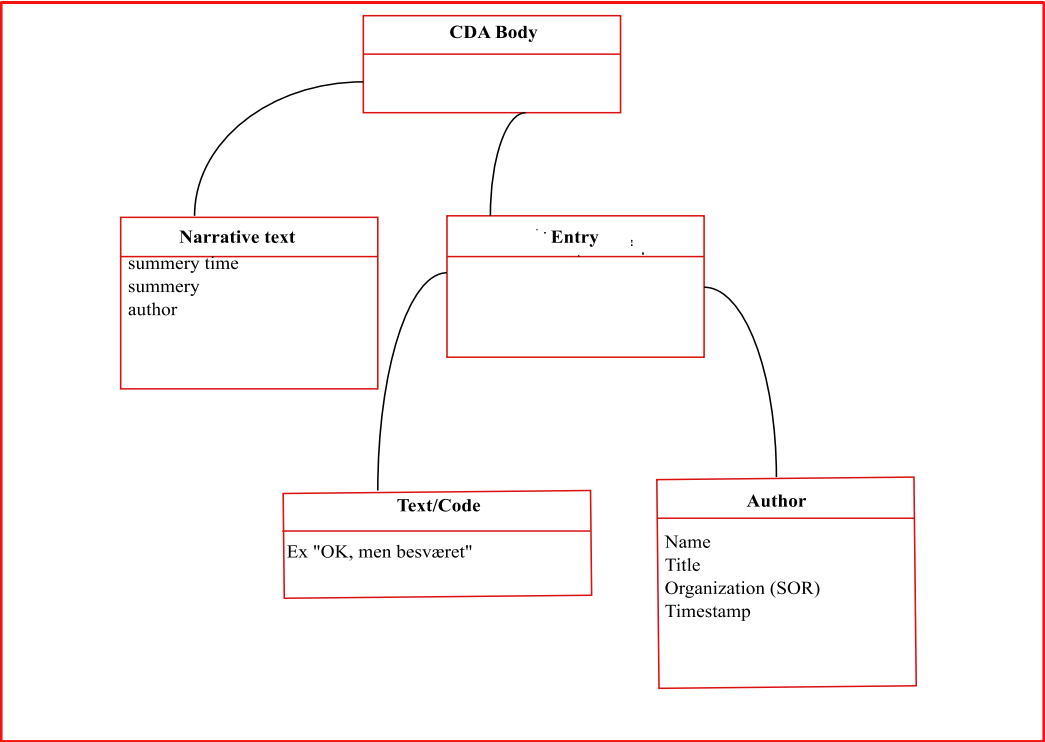 CDA Body
Narrative text
summery time
summery
author
Entry
Text/Code
Ex "OK, men besværet"
Author
Name
Title
Organization (SOR)
Timestamp